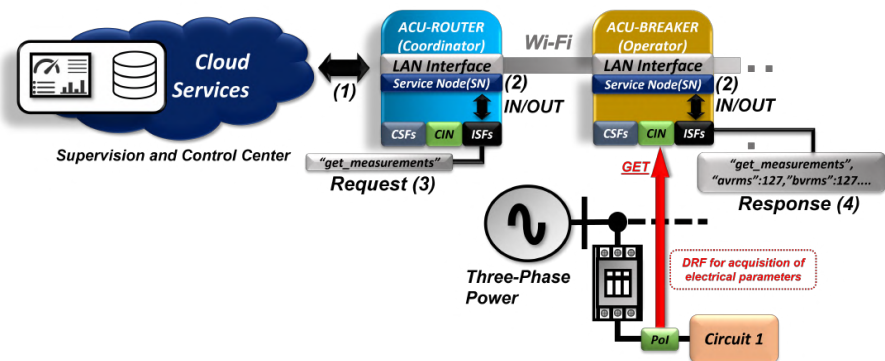 ACU-ROUTER
(Coordinator)
Wi-Fi
ACU-BREAKER
(Operator)
Cloud
Services
LAN Interface
LAN Interface
(1)
Service Node(SN)
(2)
Service Node(SN)
(2)
IN/OUT
IN/OUT
CSFs
CIN
ISFs
CSFs
CIN
ISFs
Supervision and Control Center
"get_measurements"
Request (3)
GET
"get_measurements",
"avrms":127,"bvrms":127....
Response (4)
DRF for acquisition of
electrical parameters
Three-Phase
Power
PoI
Circuit 1